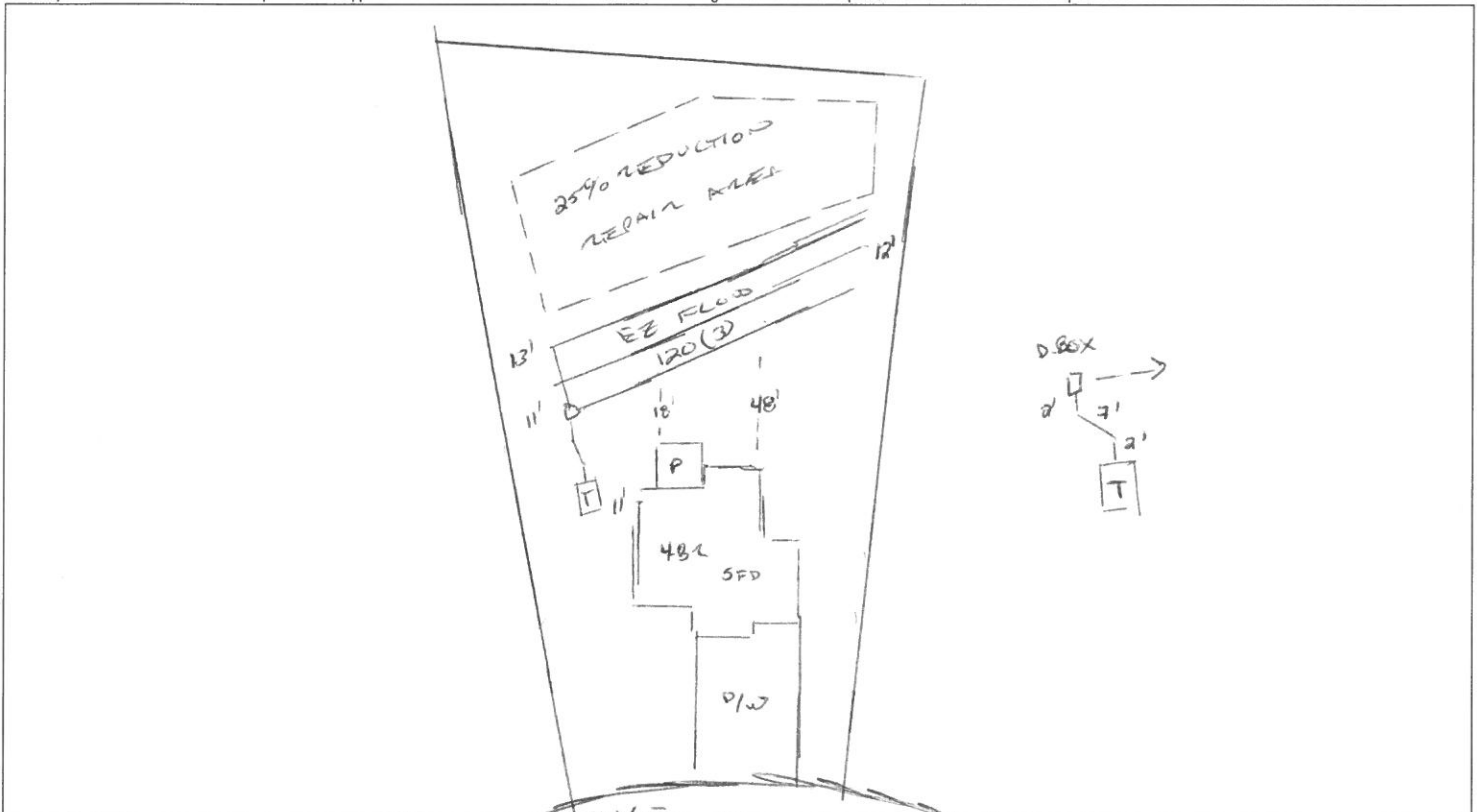 25% REDUCTION
REPAIR AREA
12'
EZ FLOW
120(3)
13'
11'
18'
48'
P
T
11'
4BR
SFD
D/W
D-BOX
2'
7'
2'
T